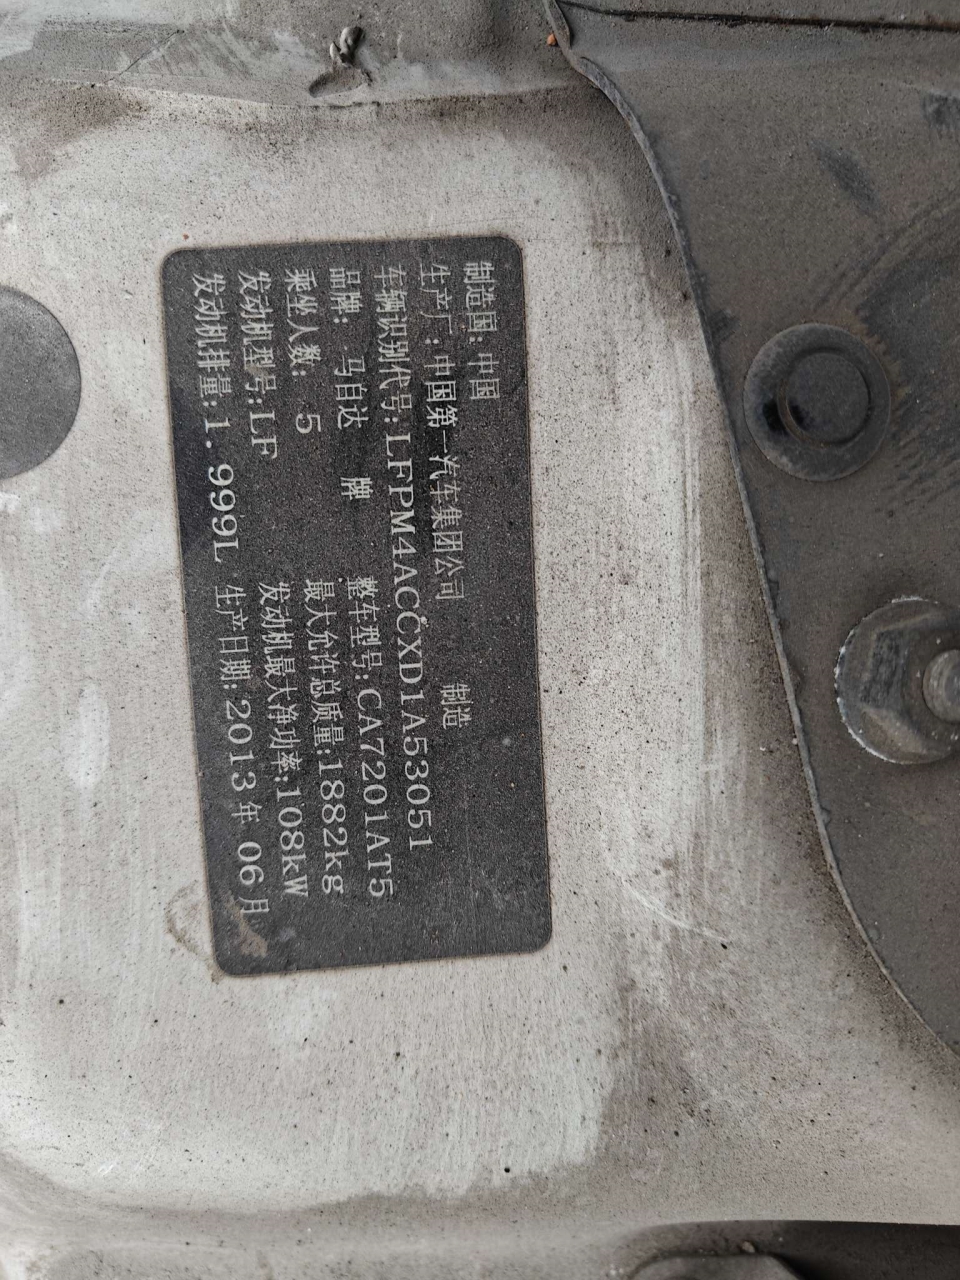 制造国：中国
生产厂：中国第一汽车集团公司 制造
车辆识别代号：LFPM4ACCXD1A53051
品牌： 马自达 牌 整车型号：CA7201AT5
乘坐人数： 5 最大允许总质量：1882kg
发动机型号：LF 发动机最大净功率：108kW
发动机排量：1.999L 生产日期：2013年 06月